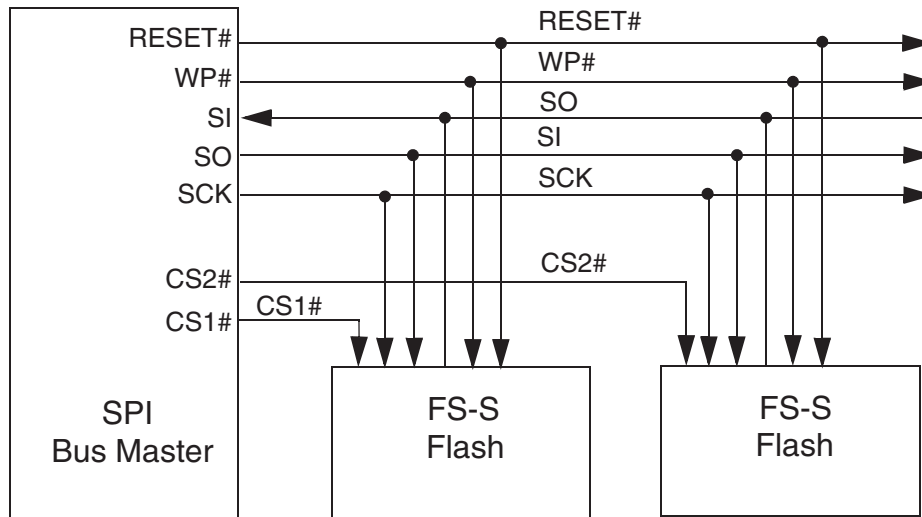 RESET#
RESET#
WP#
WP#
SI
SO
SO
SI
SCK
SCK
CS2#
CS2#
CS1#
CS1#
SPI
Bus Master
FS-S
Flash
FS-S
Flash